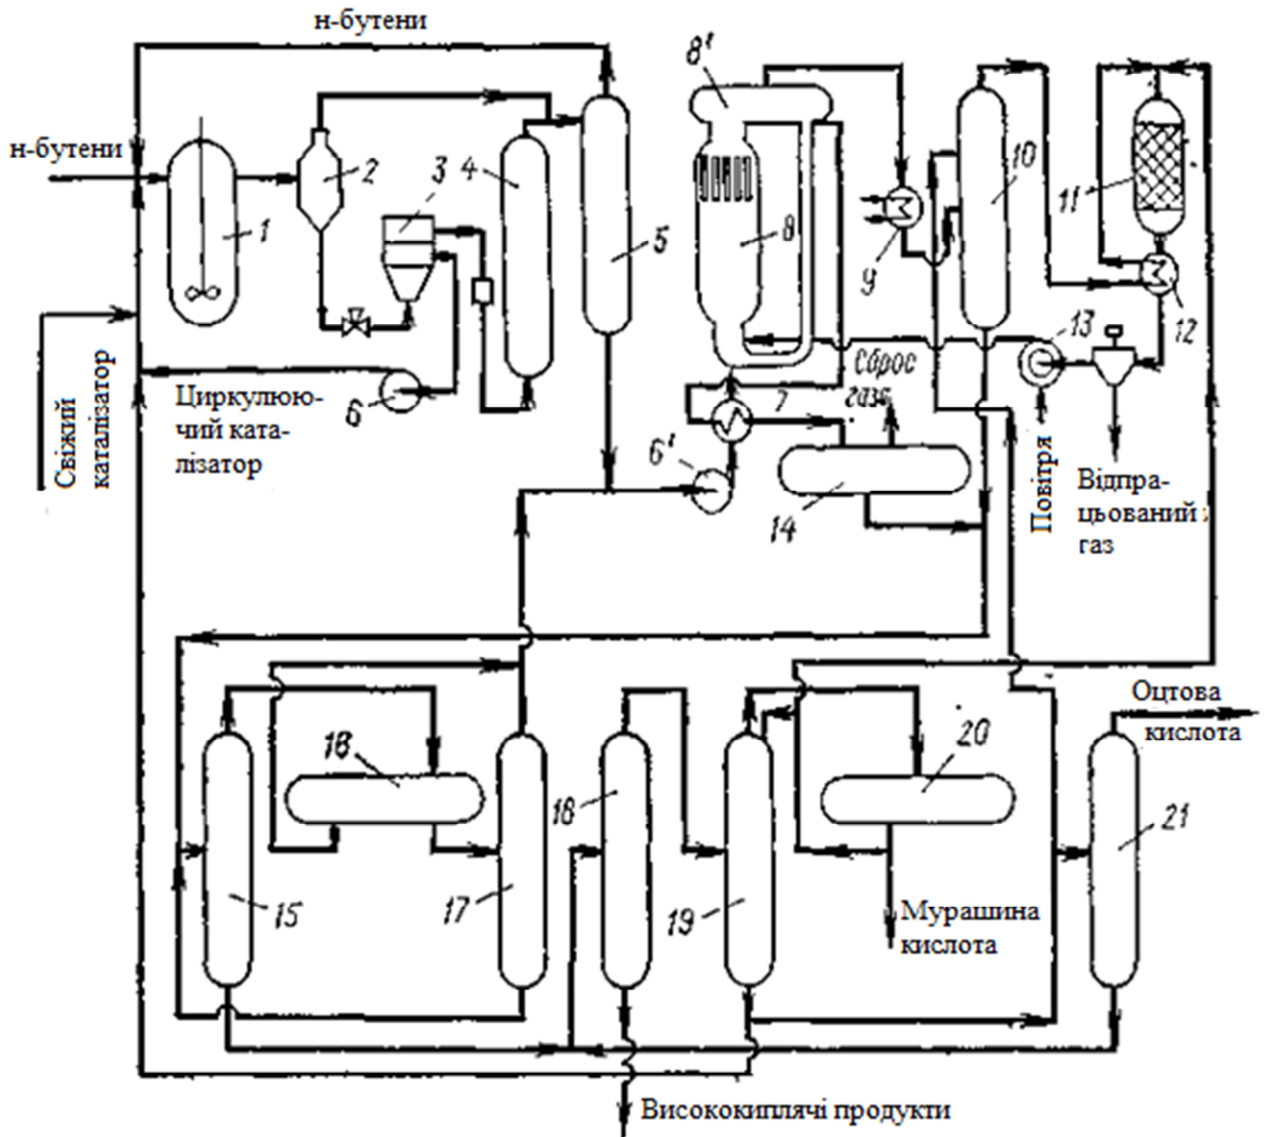 н-бутени
8'
н-бутени
1
2
3
4
5
8
9
10
11
12
13
Свіжий
каталізатор
Циркулюю-
чий ката-
лізатор
6
6'
7
Сброс
газа
14
Повітря
Відпра-
цьований
газ
15
16
17
18
19
20
21
Оцтова
кислота
Мурашина
кислота
Висококиплячі продукти